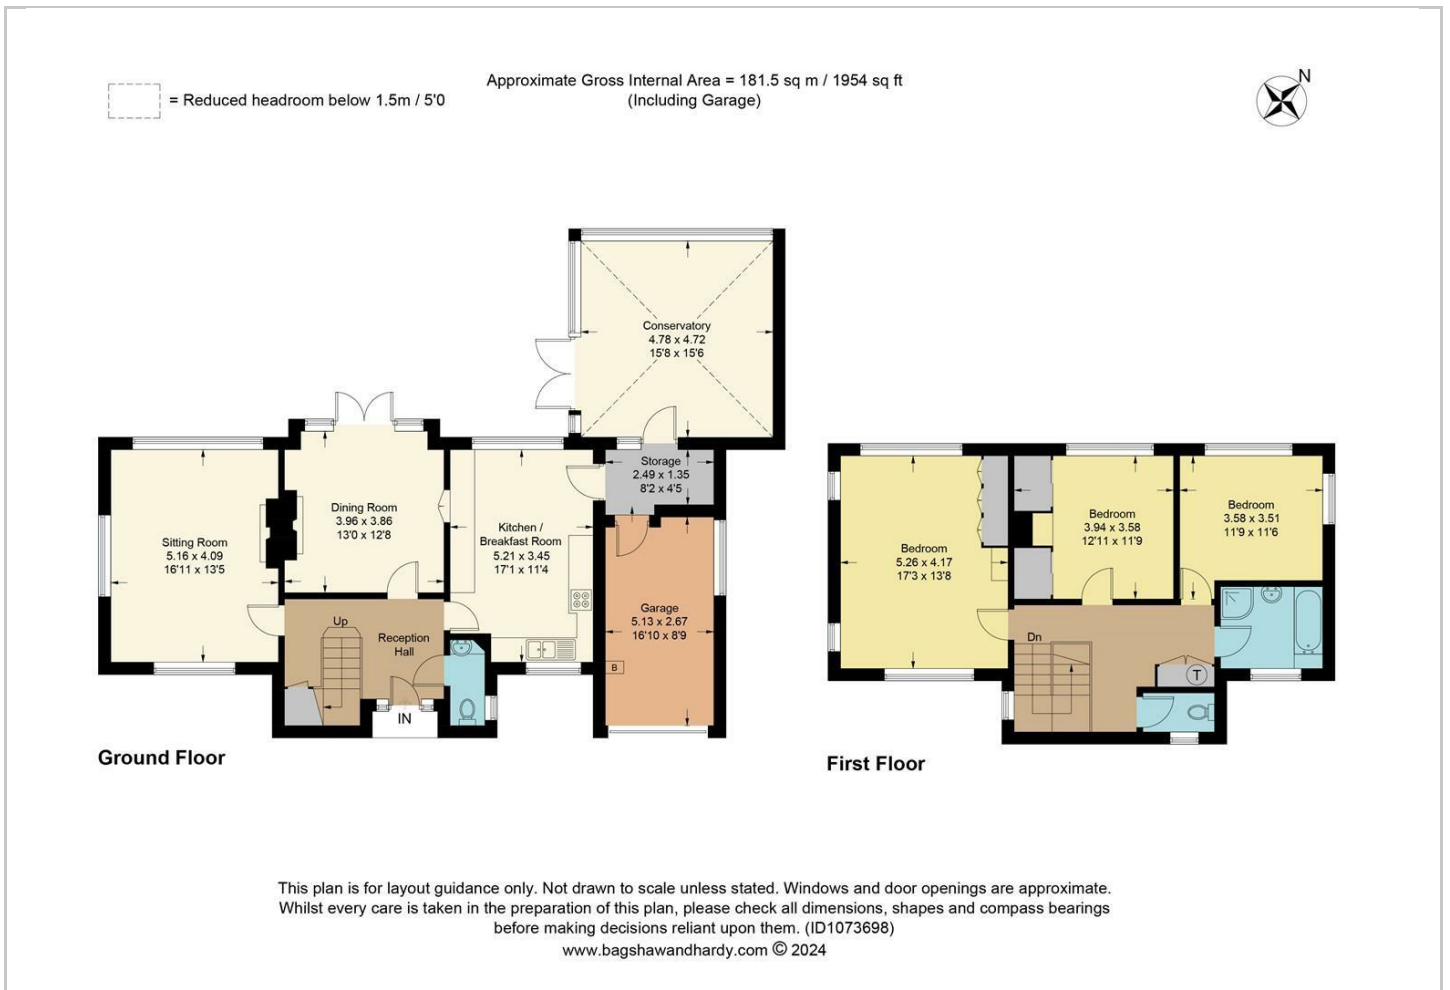 = Reduced headroom below 1.5m / 5'0
Approximate Gross Internal Area = 181.5 sq m / 1954 sq ft
(Including Garage)
N
Conservatory
4.78 x 4.72
15'8 x 15'6
Storage
2.49 x 1.35
8'2 x 4'5
Dining Room
3.96 x 3.86
13'0 x 12'8
Kitchen /
Breakfast Room
5.21 x 3.45
17'1 x 11'4
Sitting Room
5.16 x 4.09
16'11 x 13'5
Garage
5.13 x 2.67
16'10 x 8'9
B
Up
Reception
Hall
IN
Ground Floor
Bedroom
5.26 x 4.17
17'3 x 13'8
Bedroom
3.94 x 3.58
12'11 x 11'9
Bedroom
3.58 x 3.51
11'9 x 11'6
Dn
T
First Floor
This plan is for layout guidance only. Not drawn to scale unless stated. Windows and door openings are approximate.
Whilst every care is taken in the preparation of this plan, please check all dimensions, shapes and compass bearings
before making decisions reliant upon them. (ID1073698)
www.bagshawandhardy.com © 2024